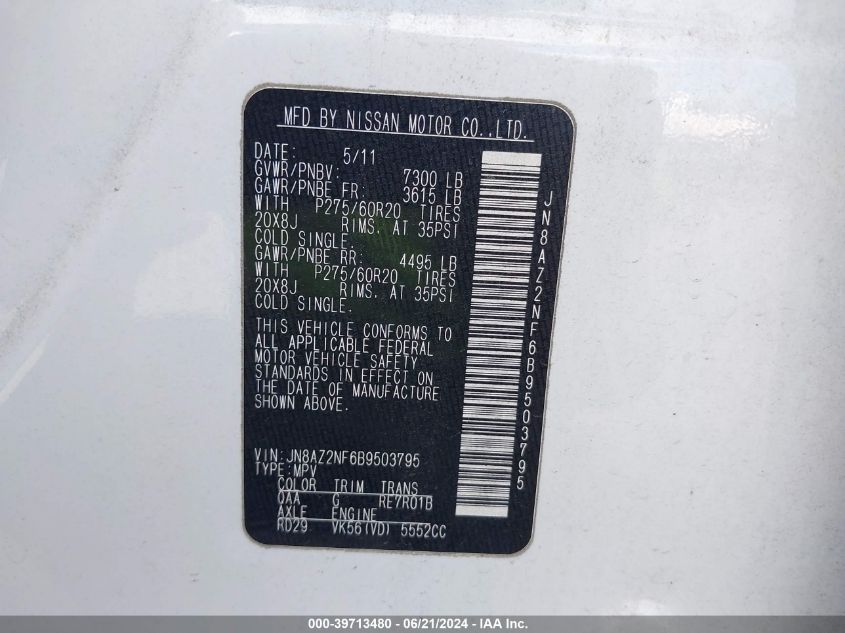 MFD BY NISSAN MOTOR CO.,LTD.
DATE: 5/11
GVWR/PNBV: 7300 LB
GAWR/PNBE FR: 3615 LB
WITH P275/60R20 TIRES
20X8J RIMS, AT 35PSI
COLD SINGLE.
GAWR/PNBE RR: 4495 LB
WITH P275/60R20 TIRES
20X8J RIMS, AT 35PSI
COLD SINGLE.
THIS VEHICLE CONFORMS TO
ALL APPLICABLE FEDERAL
MOTOR VEHICLE SAFETY
STANDARDS IN EFFECT ON
THE DATE OF MANUFACTURE
SHOWN ABOVE.
VIN:JN8AZ2NF6B9503795
TYPE:MPV
COLOR TRIM TRANS
QAA G RE7R01B
AXLE ENGINE
RD29 VK56(VD) 5552CC
JN8AZ2NF6B9503795
000-39713480 - 06/21/2024 - IAA Inc.